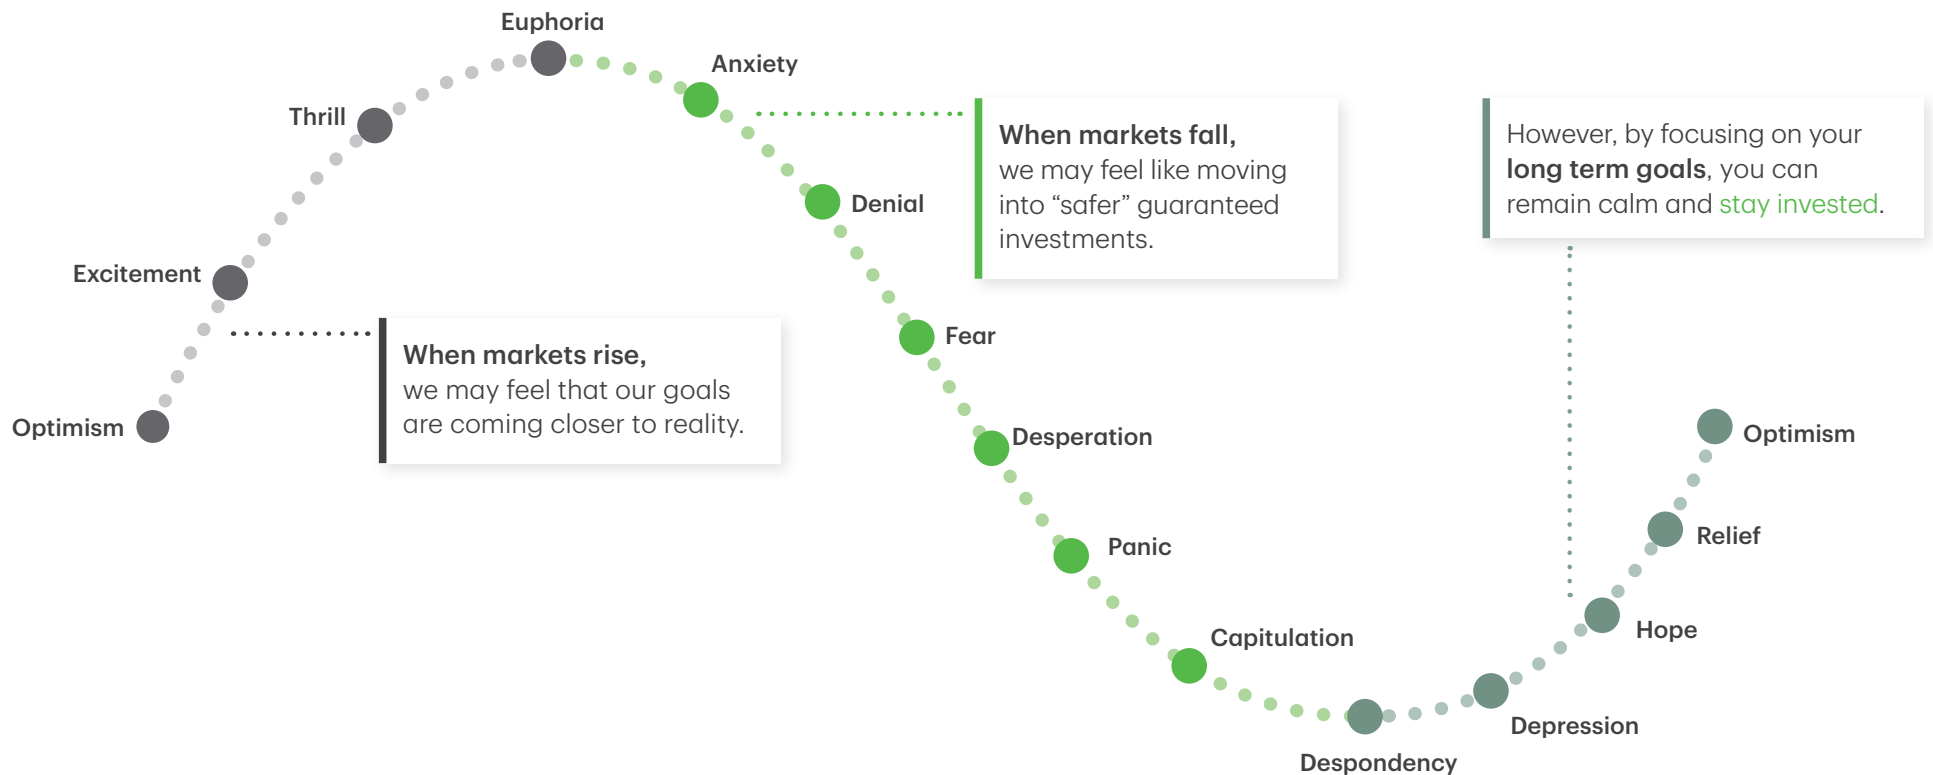 Euphoria
Anxiety
Thrill
When markets fall,
we may feel like moving
into “safer” guaranteed
investments.
However, by focusing on your
long term goals, you can
remain calm and stay invested.
Denial
Excitement
Fear
When markets rise,
we may feel that our goals
are coming closer to reality.
Optimism
Desperation
Optimism
Panic
Relief
Capitulation
Hope
Depression
Despondency